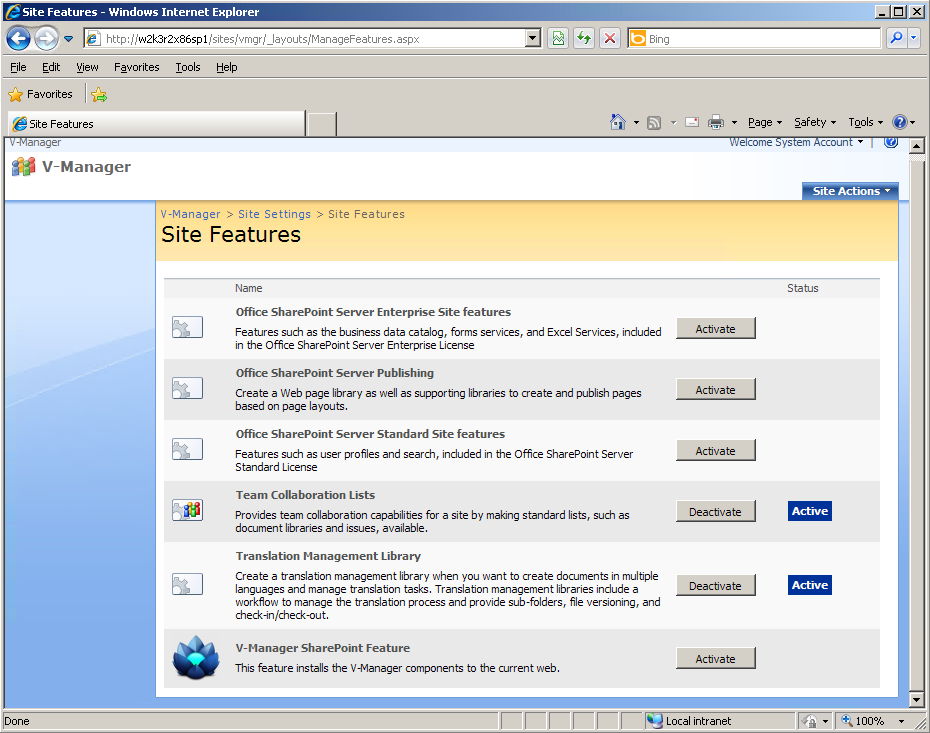 Site Features - Windows Internet Explorer
http://w2k3r2x86sp1/sites/vmgr/_layouts/ManageFeatures.aspx
Bing
File Edit View Favorites Tools Help
Favorites
Site Features
Page Safety Tools
V-Manager
Welcome System Account
V-Manager
Site Actions
V-Manager > Site Settings > Site Features
Site Features
Name Status
Office SharePoint Server Enterprise Site features
Features such as the business data catalog, forms services, and Excel Services, included
in the Office SharePoint Server Enterprise License
Activate
Office SharePoint Server Publishing
Create a Web page library as well as supporting libraries to create and publish pages
based on page layouts.
Activate
Office SharePoint Server Standard Site features
Features such as user profiles and search, included in the Office SharePoint Server
Standard License
Activate
Team Collaboration Lists
Provides team collaboration capabilities for a site by making standard lists, such as
document libraries and issues, available.
Deactivate Active
Translation Management Library
Create a translation management library when you want to create documents in multiple
languages and manage translation tasks. Translation management libraries include a
workflow to manage the translation process and provide sub-folders, file versioning, and
check-in/check-out.
Deactivate Active
V-Manager SharePoint Feature
This feature installs the V-Manager components to the current web.
Activate
Done Local intranet 100%